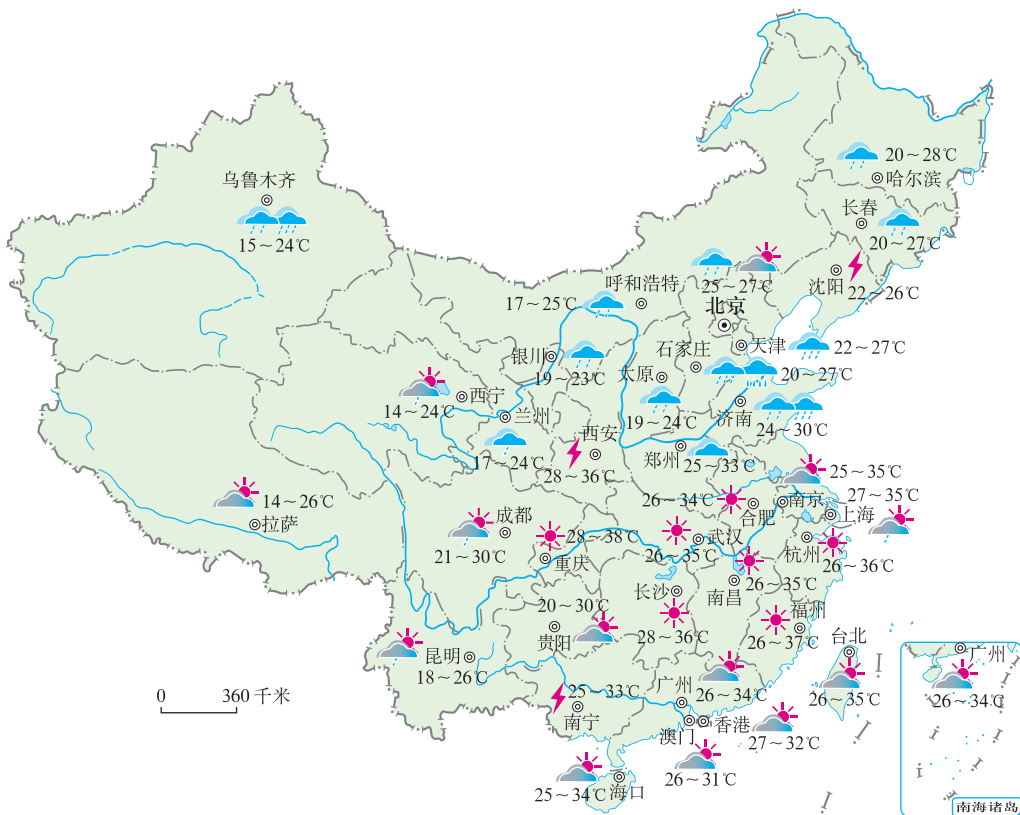 20～28℃
哈尔滨
长春
20～27℃
乌鲁木齐
15～24℃
沈阳
22～26℃
25～27℃
北京
呼和浩特
17～25℃
天津
22～27℃
石家庄
20～27℃
银川
19～23℃
太原
19～24℃
济南
24～30℃
西宁
14～24℃
兰州
17～24℃
西安
28～36℃
郑州
25～33℃
25～35℃
南京
27～35℃
上海
26～34℃
合肥
14～26℃
拉萨
成都
21～30℃
28～38℃
重庆
武汉
26～35℃
杭州
26～36℃
26～35℃
南昌
长沙
28～36℃
20～30℃
贵阳
福州
26～37℃
台北
26～35℃
昆明
18～26℃
25～33℃
南宁
广州
26～34℃
香港
27～32℃
澳门
26～31℃
25～34℃
海口
0 360千米
广州
26～34℃
南海诸岛